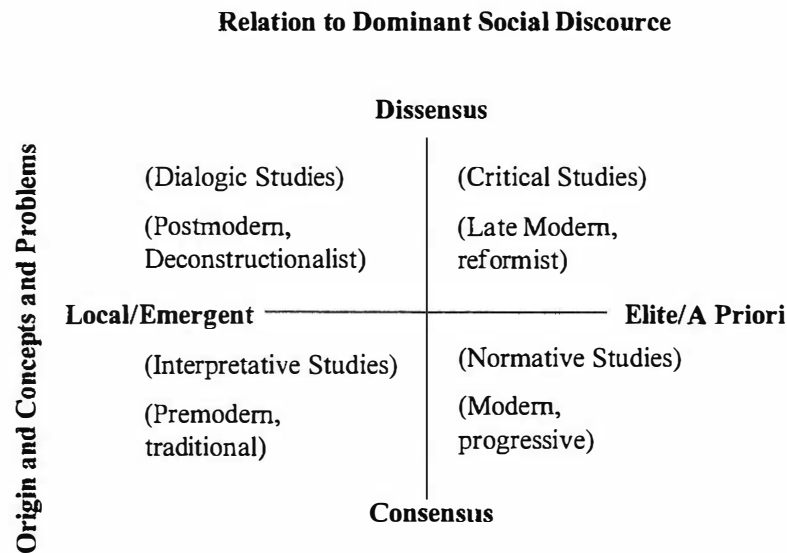 Relation to Dominant Social Discource
Dissensus
Origin and Concepts and Problems
(Dialogic Studies)
(Critical Studies)
(Postmodern,
Deconstructionalist)
(Late Modern,
reformist)
Local/Emergent
Elite/A Priori
(Interpretative Studies)
(Normative Studies)
(Premodern,
traditional)
(Modern,
progressive)
Consensus